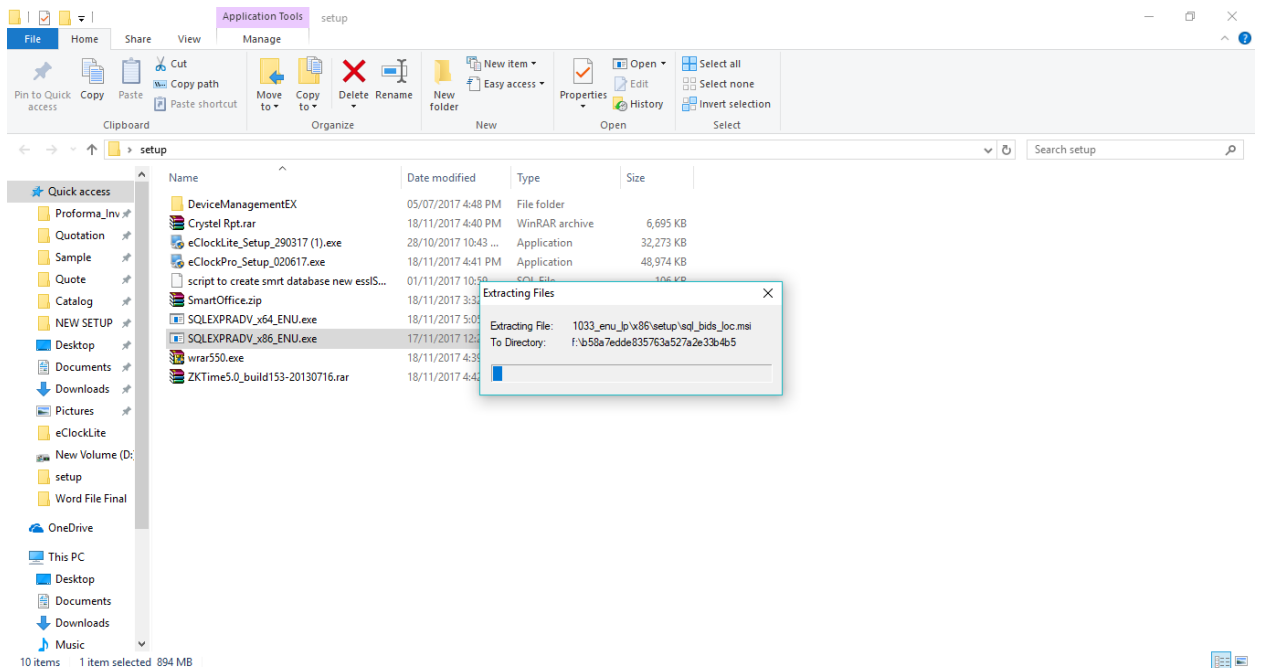 Application Tools setup
File Home Share View Manage
Pin to Quick access
Copy
Paste
Cut
Copy path
Paste shortcut
Clipboard
Move to
Copy to
Delete
Rename
Organize
New folder
New item
Easy access
New
Properties
Open
Edit
History
Open
Select all
Select none
Invert selection
Select
setup
Search setup
Quick access
Proforma_Inv
Quotation
Sample
Quote
Catalog
NEW SETUP
Desktop
Documents
Downloads
Pictures
eClockLite
New Volume (D:
setup
Word File Final
OneDrive
This PC
Desktop
Documents
Downloads
Music
Name Date modified Type Size
DeviceManagementEX 05/07/2017 4:48 PM File folder
Crystel Rpt.rar 18/11/2017 4:40 PM WinRAR archive 6,695 KB
eClockLite_Setup_290317 (1).exe 28/10/2017 10:43 ... Application 32,273 KB
eClockPro_Setup_020617.exe 18/11/2017 4:41 PM Application 48,974 KB
script to create smrt database new esslS... 01/11/2017 10:59 SQL File 106 KB
SmartOffice.zip 18/11/2017 3:32
SQLEXPRADV_x64_ENU.exe 18/11/2017 5:05
SQLEXPRADV_x86_ENU.exe 17/11/2017 12:2
wrar550.exe 18/11/2017 4:39
ZKTime5.0_build153-20130716.rar 18/11/2017 4:42
Extracting Files
Extracting File: 1033_enu_lp\x86\setup\sql_bids_loc.msi
To Directory: f:\b58a7edde835763a527a2e33b4b5
10 items 1 item selected 894 MB